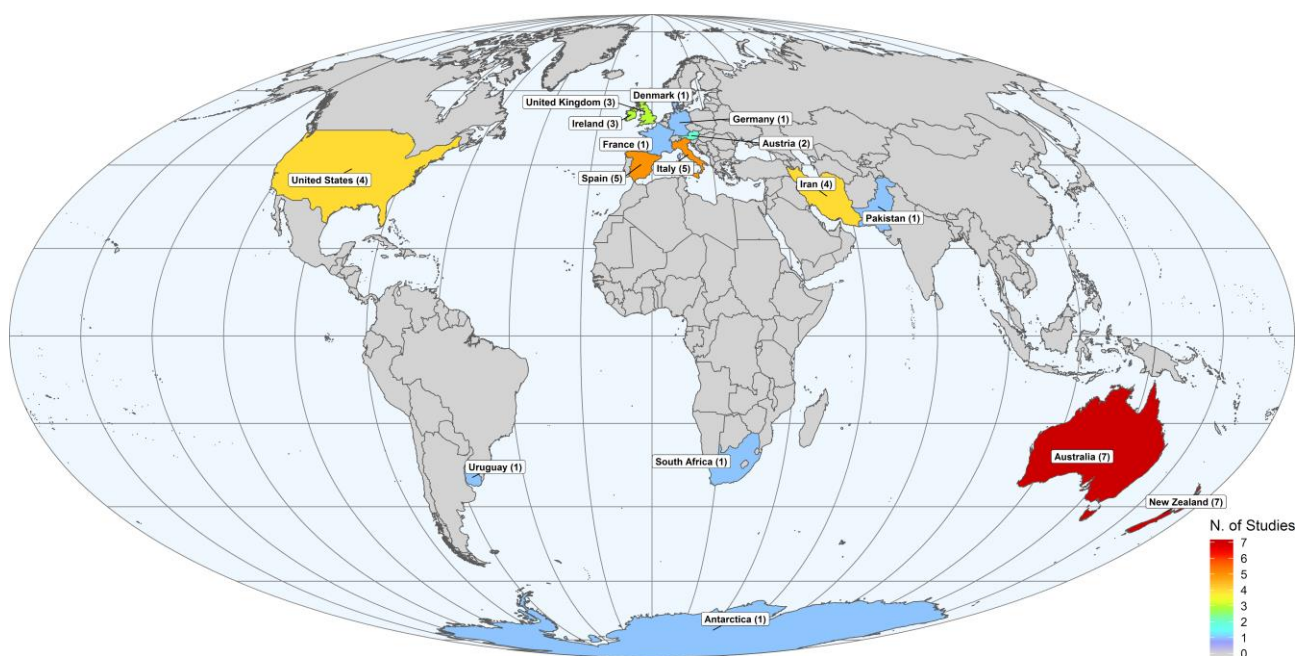 Denmark (1)
United Kingdom (3)
Germany (1)
Ireland (3)
France (1)
Austria (2)
Italy (5)
Spain (5)
United States (4)
Iran (4)
Pakistan (1)
Australia (7)
South Africa (1)
Uruguay (1)
New Zealand (7)
N. of Studies
7
6
5
4
3
2
1
0
Antarctica (1)